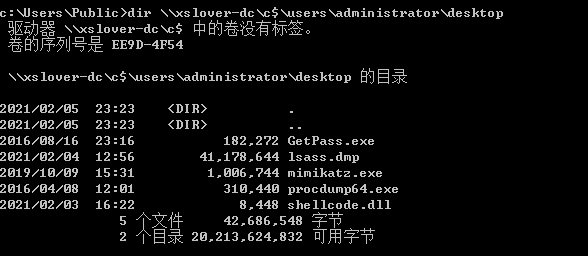 c:\Users\Public>dir \\xslover-dc\c$\users\administrator\desktop
驱动器 \\xslover-dc\c$ 中的卷没有标签。
卷的序列号是 EE9D-4F54
\\xslover-dc\c$\users\administrator\desktop 的目录
2021/02/05  23:23    <DIR>          .
2021/02/05  23:23    <DIR>          ..
2016/08/16  23:16           182,272 GetPass.exe
2021/02/04  12:56        41,178,644 lsass.dmp
2019/10/09  15:31         1,006,744 mimikatz.exe
2016/04/08  12:01           310,440 procdump64.exe
2021/02/03  16:22             8,448 shellcode.dll
5 个文件     42,686,548 字节
2 个目录 20,213,624,832 可用字节